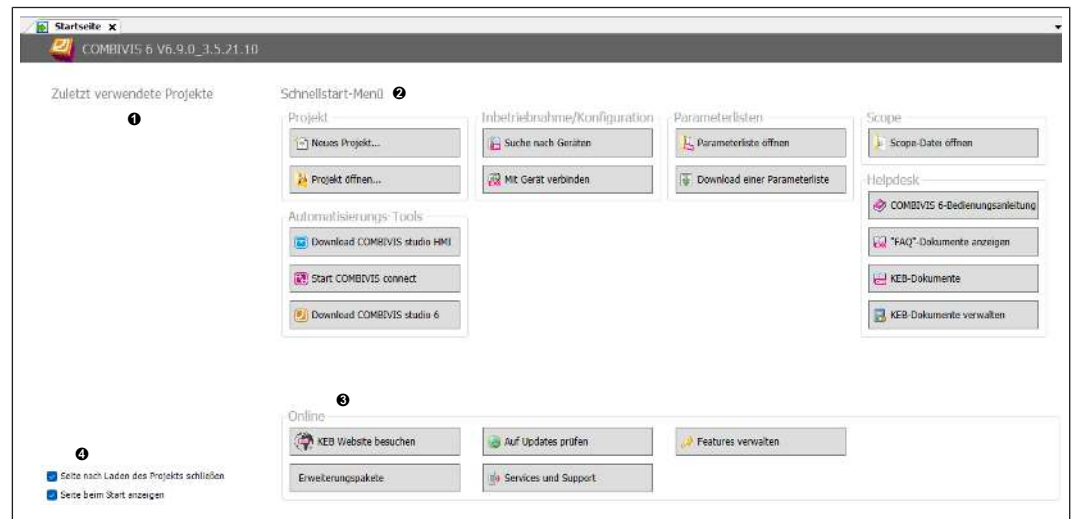 Startseite x
COMBIVIS 6 V6.9.0_3.5.21.10
Zuletzt verwendete Projekte
❶
Schnellstart-Menü ❷
Projekt
Neues Projekt...
Projekt öffnen...
Inbetriebnahme/Konfiguration
Suche nach Geräten
Mit Gerät verbinden
Parameterlisten
Parameterliste öffnen
Download einer Parameterliste
Scope
Scope-Datei öffnen
Helpdesk
COMBIVIS 6-Bedienungsanleitung
"FAQ"-Dokumente anzeigen
KEB-Dokumente
KEB-Dokumente verwalten
Automatisierungs-Tools
Download COMBIVIS studio HMI
Start COMBIVIS connect
Download COMBIVIS studio 6
❸
Online
KEB Website besuchen
Auf Updates prüfen
Features verwalten
Erweiterungspakete
Services und Support
❹
Seite nach Laden des Projekts schließen
Seite beim Start anzeigen